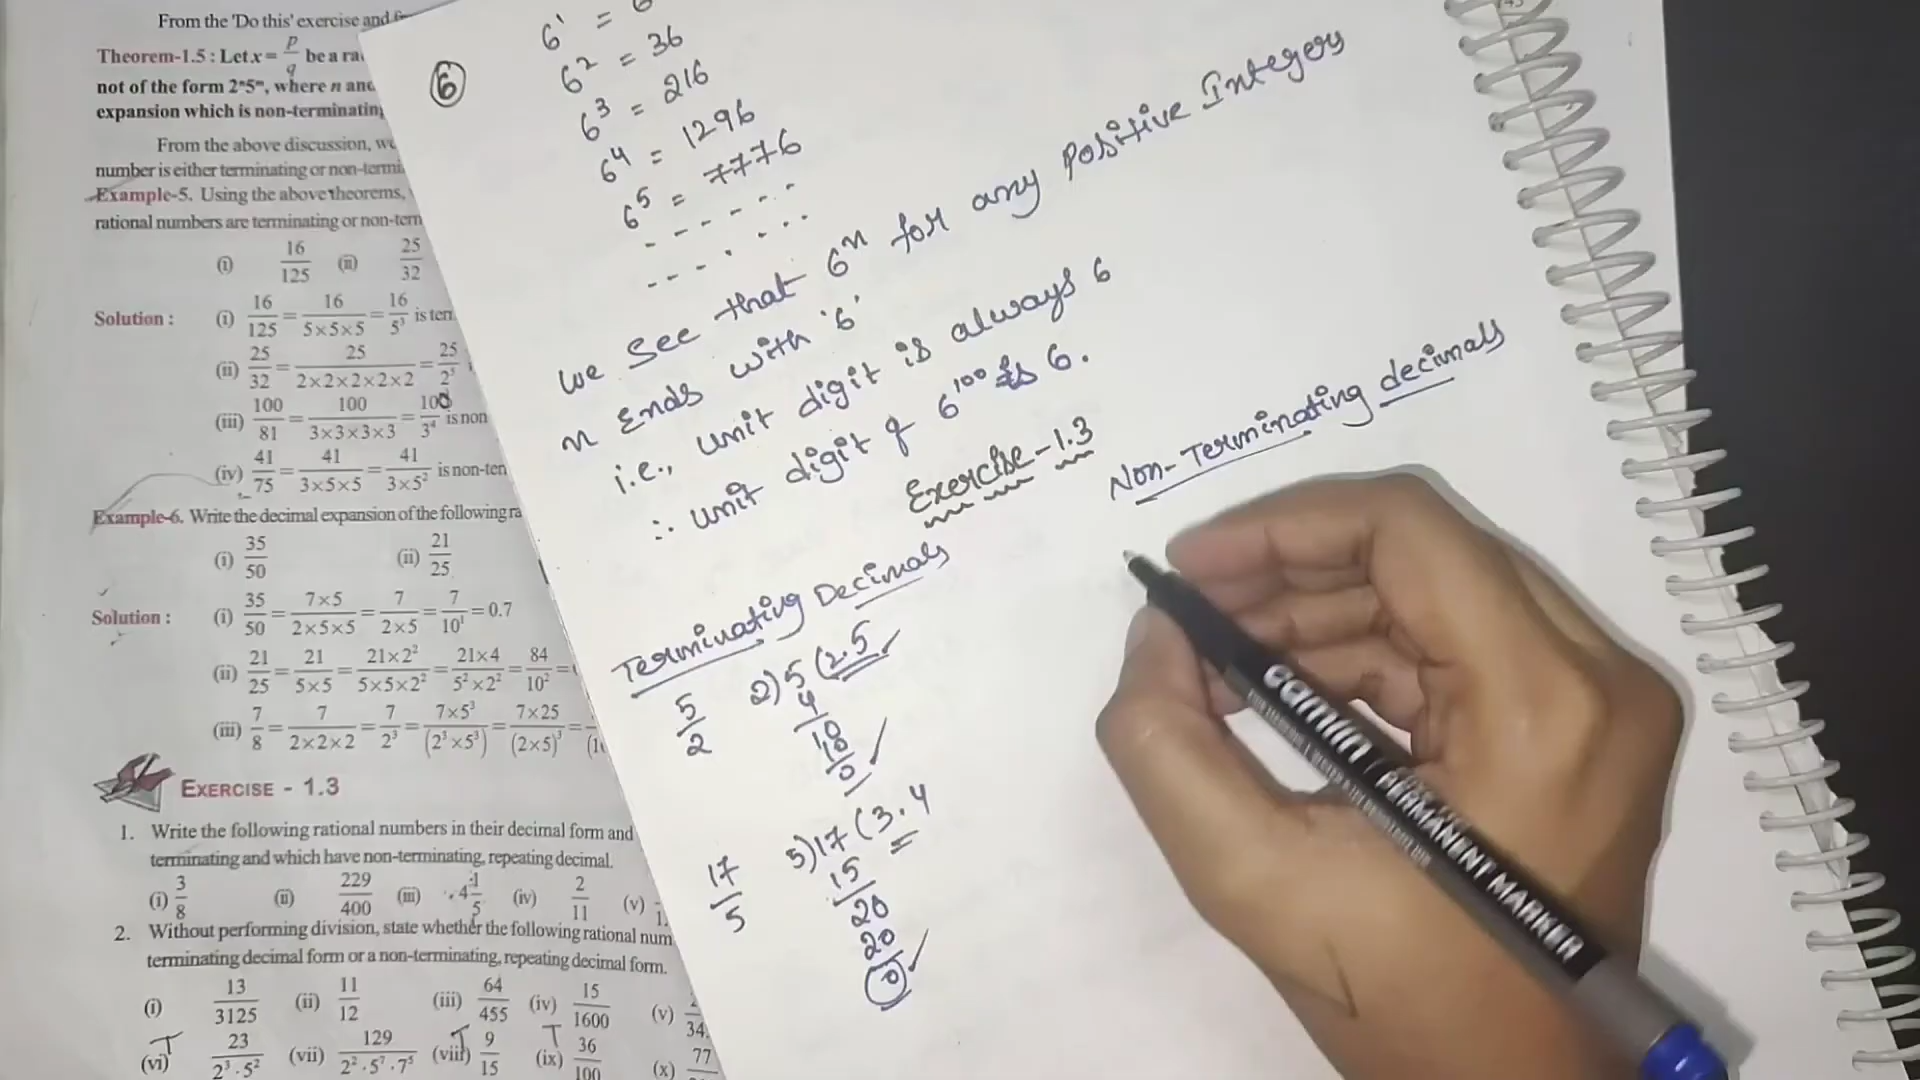 From the 'Do this' exercise and
Theorem-1.5 : Let x = p/q be a
not of the form 2ⁿ5ᵐ, where n and
expansion which is non-terminating
From the above discussion, we
number is either terminating or non-termi
Example-5. Using the above theorems,
rational numbers are terminating or non-term
(i) 16/125 (ii) 25/32
Solution : (i) 16/125 = 16/5×5×5 = 16/5³ is ter
(ii) 25/32 = 25/2×2×2×2×2 = 25/2⁵
(iii) 100/81 = 100/3×3×3×3 = 100/3⁴ is non
(iv) 41/75 = 41/3×5×5 = 41/3×5² is non-ter
Example-6. Write the decimal expansion of the following ra
(i) 35/50 (ii) 21/25
Solution : (i) 35/50 = 7×5/2×5×5 = 7/2×5 = 7/10¹ = 0.7
(ii) 21/25 = 21/5×5 = 21×2²/5×5×2² = 21×4/5²×2² = 84/10² =
(iii) 7/8 = 7/2×2×2 = 7/2³ = 7×5³/(2³×5³) = 7×25/(2×5)³ =
EXERCISE - 1.3
1. Write the following rational numbers in their decimal form and
terminating and which have non-terminating, repeating decimal.
(i) 3/8 (ii) 229/400 (iii) 4 1/5 (iv) 2/11 (v)
2. Without performing division, state whether the following rational num
terminating decimal form or a non-terminating, repeating decimal form.
(i) 13/3125 (ii) 11/12 (iii) 64/455 (iv) 15/1600 (v)
T T T
(vi) 23/2³·5² (vii) 129/2²·5⁷·7⁵ (viii) 9/15 (ix) 36/100 (x) 77
6
6¹ = 6
6² = 36
6³ = 216
6⁴ = 1296
6⁵ = 7776
We see that 6ⁿ for any Positive Integers
n Ends with '6'
i.e., unit digit is always 6
∴ unit digit of 6¹⁰⁰ is 6.
Exercise-1.3
Terminating Decimals
Non-Terminating decimals
5/2 2)5(2.5
4
10
10
0
17/5 5)17(3.4
15
20
20
0
camlin PERMANENT MARKER